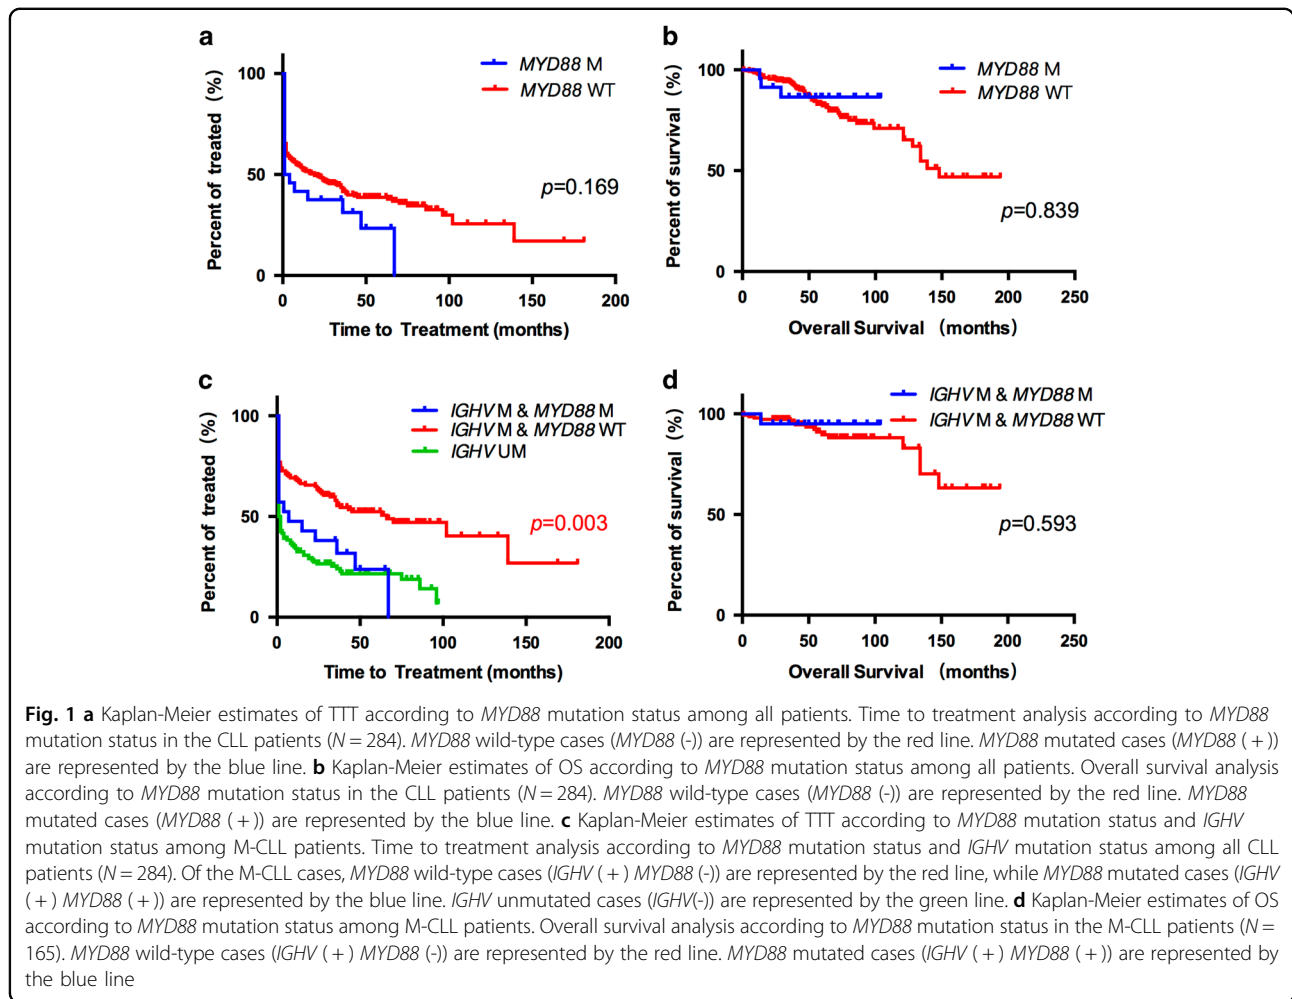 a
MYD88 M
MYD88 WT
100
50
0
Percent of treated (%)
p=0.169
0 50 100 150 200
Time to Treatment (months)
b
MYD88 M
MYD88 WT
100
50
0
Percent of survival (%)
p=0.839
0 50 100 150 200 250
Overall Survival (months)
c
IGHV M & MYD88 M
IGHV M & MYD88 WT
IGHV UM
100
50
0
Percent of treated (%)
p=0.003
0 50 100 150 200
Time to Treatment (months)
d
IGHV M & MYD88 M
IGHV M & MYD88 WT
100
50
0
Percent of survival (%)
p=0.593
0 50 100 150 200 250
Overall Survival (months)
Fig. 1 a Kaplan-Meier estimates of TTT according to MYD88 mutation status among all patients. Time to treatment analysis according to MYD88
mutation status in the CLL patients (N = 284). MYD88 wild-type cases (MYD88 (-)) are represented by the red line. MYD88 mutated cases (MYD88 ( + ))
are represented by the blue line. b Kaplan-Meier estimates of OS according to MYD88 mutation status among all patients. Overall survival analysis
according to MYD88 mutation status in the CLL patients (N = 284). MYD88 wild-type cases (MYD88 (-)) are represented by the red line. MYD88
mutated cases (MYD88 ( + )) are represented by the blue line. c Kaplan-Meier estimates of TTT according to MYD88 mutation status and IGHV
mutation status among M-CLL patients. Time to treatment analysis according to MYD88 mutation status and IGHV mutation status among all CLL
patients (N = 284). Of the M-CLL cases, MYD88 wild-type cases (IGHV ( + ) MYD88 (-)) are represented by the red line, while MYD88 mutated cases (IGHV
( + ) MYD88 ( + )) are represented by the blue line. IGHV unmutated cases (IGHV(-)) are represented by the green line. d Kaplan-Meier estimates of OS
according to MYD88 mutation status among M-CLL patients. Overall survival analysis according to MYD88 mutation status in the M-CLL patients (N =
165). MYD88 wild-type cases (IGHV ( + ) MYD88 (-)) are represented by the red line. MYD88 mutated cases (IGHV ( + ) MYD88 ( + )) are represented by
the blue line